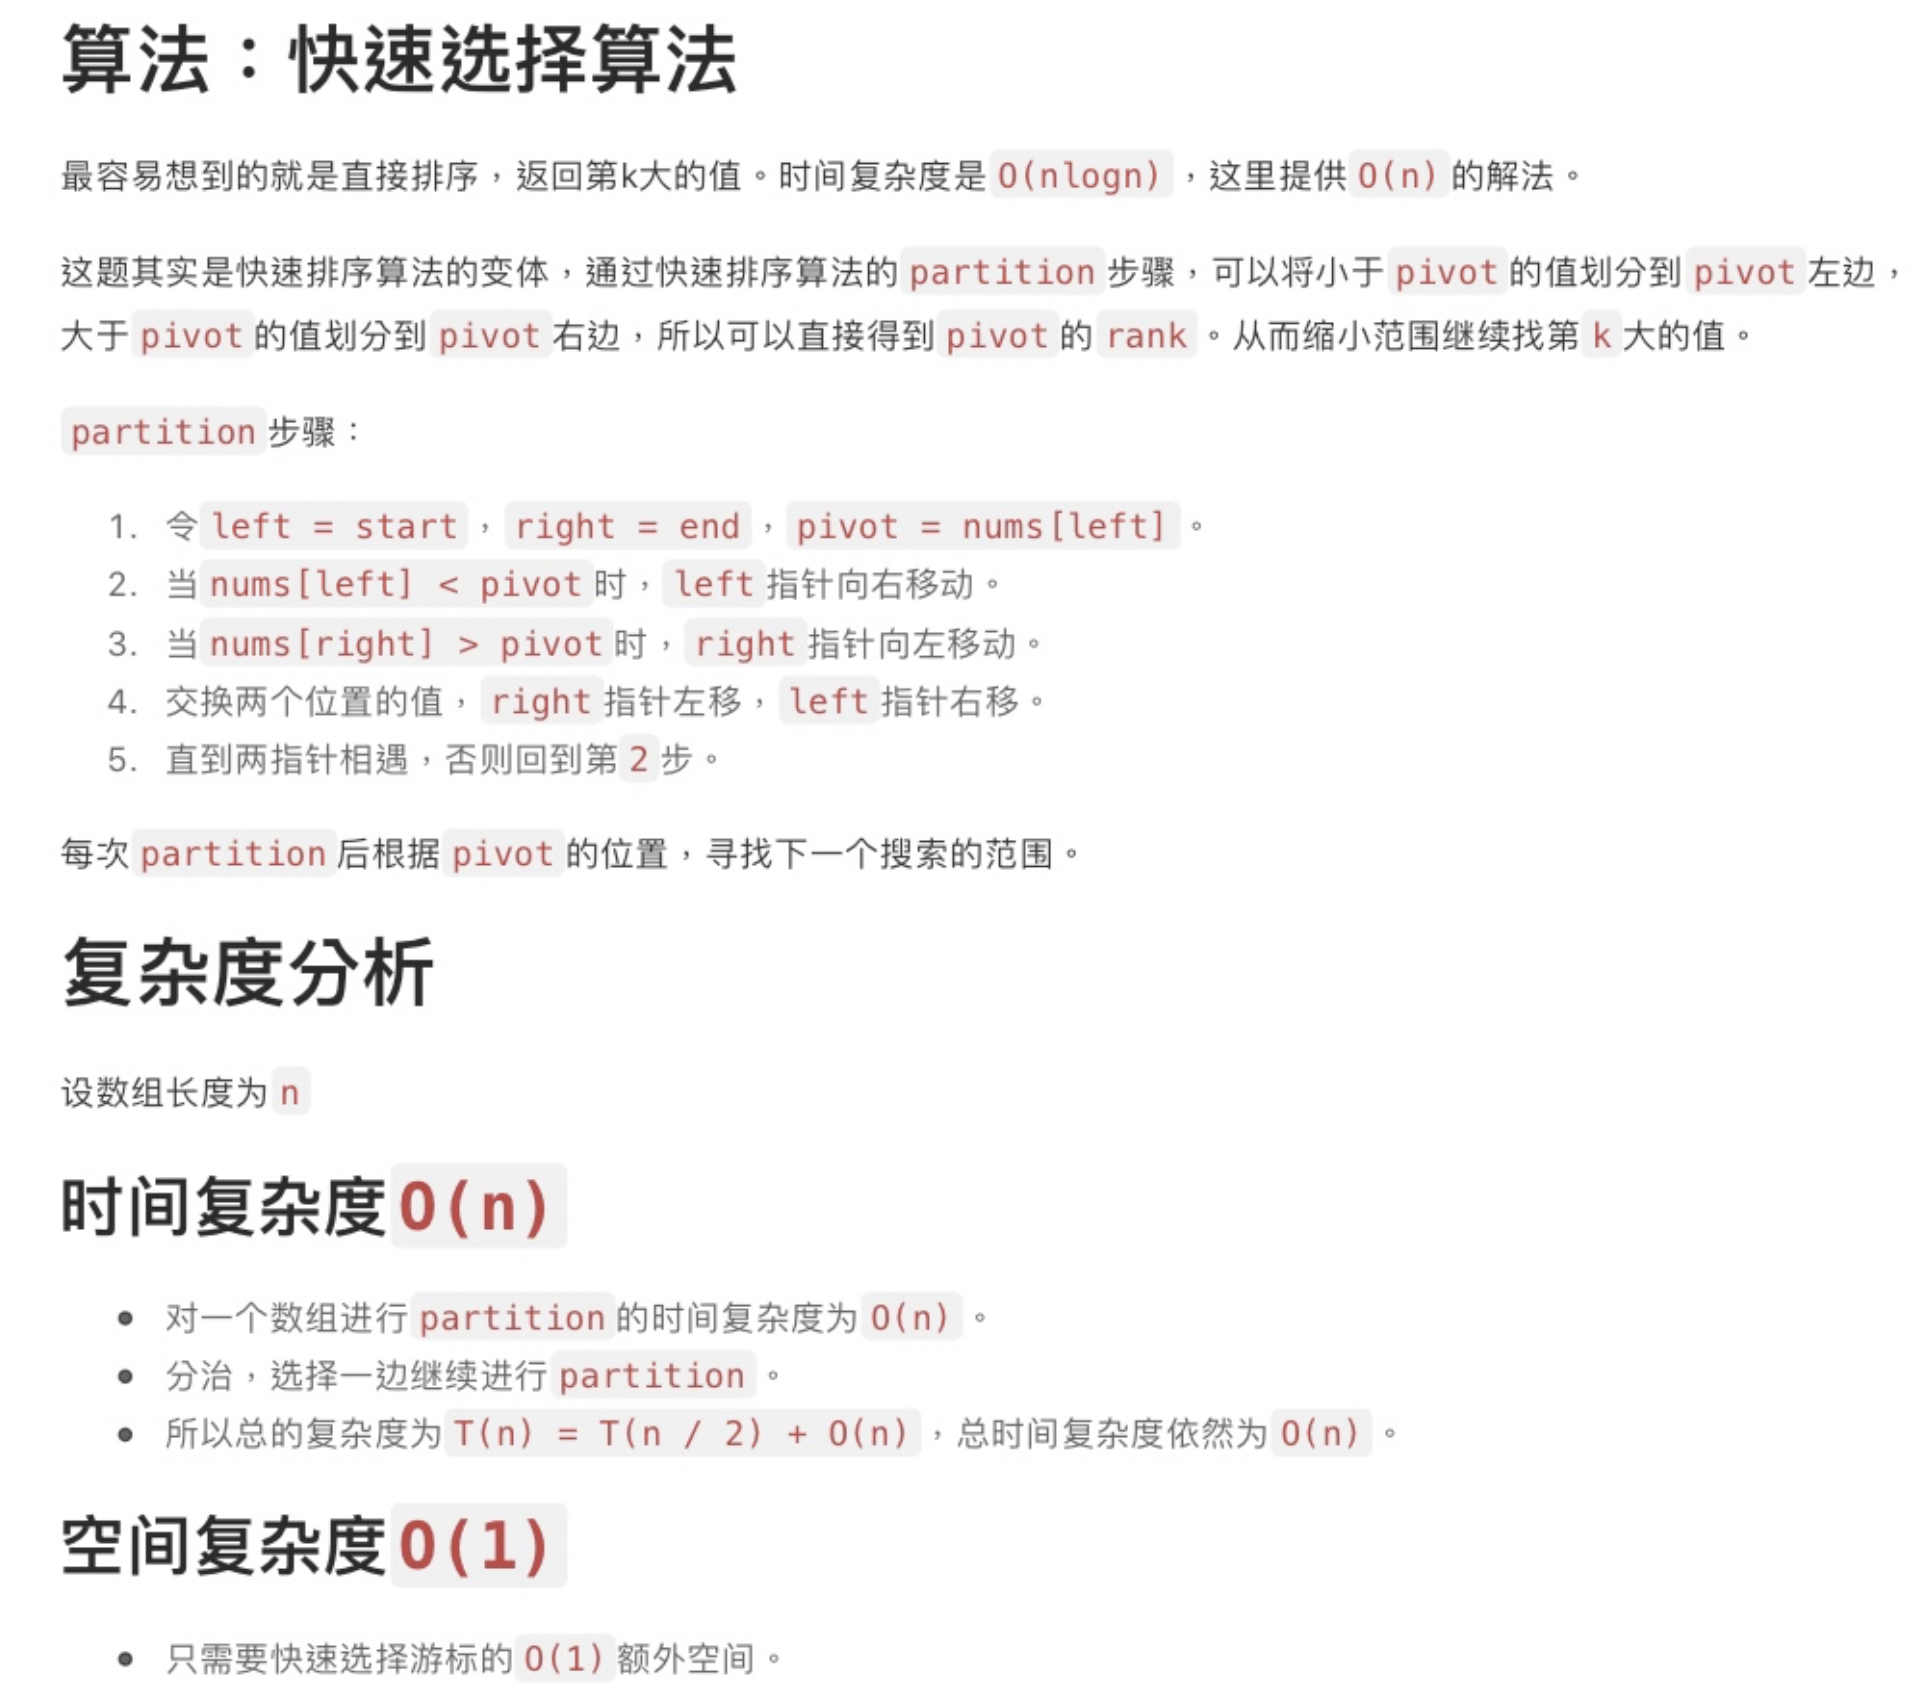 算法：快速选择算法
最容易想到的就是直接排序，返回第k大的值。时间复杂度是 O(nlogn) ，这里提供 O(n) 的解法。
这题其实是快速排序算法的变体，通过快速排序算法的 partition 步骤，可以将小于 pivot 的值划分到 pivot 左边，
大于 pivot 的值划分到 pivot 右边，所以可以直接得到 pivot 的 rank 。从而缩小范围继续找第 k 大的值。
partition 步骤：
1. 令 left = start ， right = end ， pivot = nums[left] 。
2. 当 nums[left] < pivot 时， left 指针向右移动。
3. 当 nums[right] > pivot 时， right 指针向左移动。
4. 交换两个位置的值， right 指针左移， left 指针右移。
5. 直到两指针相遇，否则回到第 2 步。
每次 partition 后根据 pivot 的位置，寻找下一个搜索的范围。
复杂度分析
设数组长度为 n
时间复杂度 O(n)
• 对一个数组进行 partition 的时间复杂度为 O(n) 。
• 分治，选择一边继续进行 partition 。
• 所以总的复杂度为 T(n) = T(n / 2) + O(n) ，总时间复杂度依然为 O(n) 。
空间复杂度 O(1)
• 只需要快速选择游标的 O(1) 额外空间。